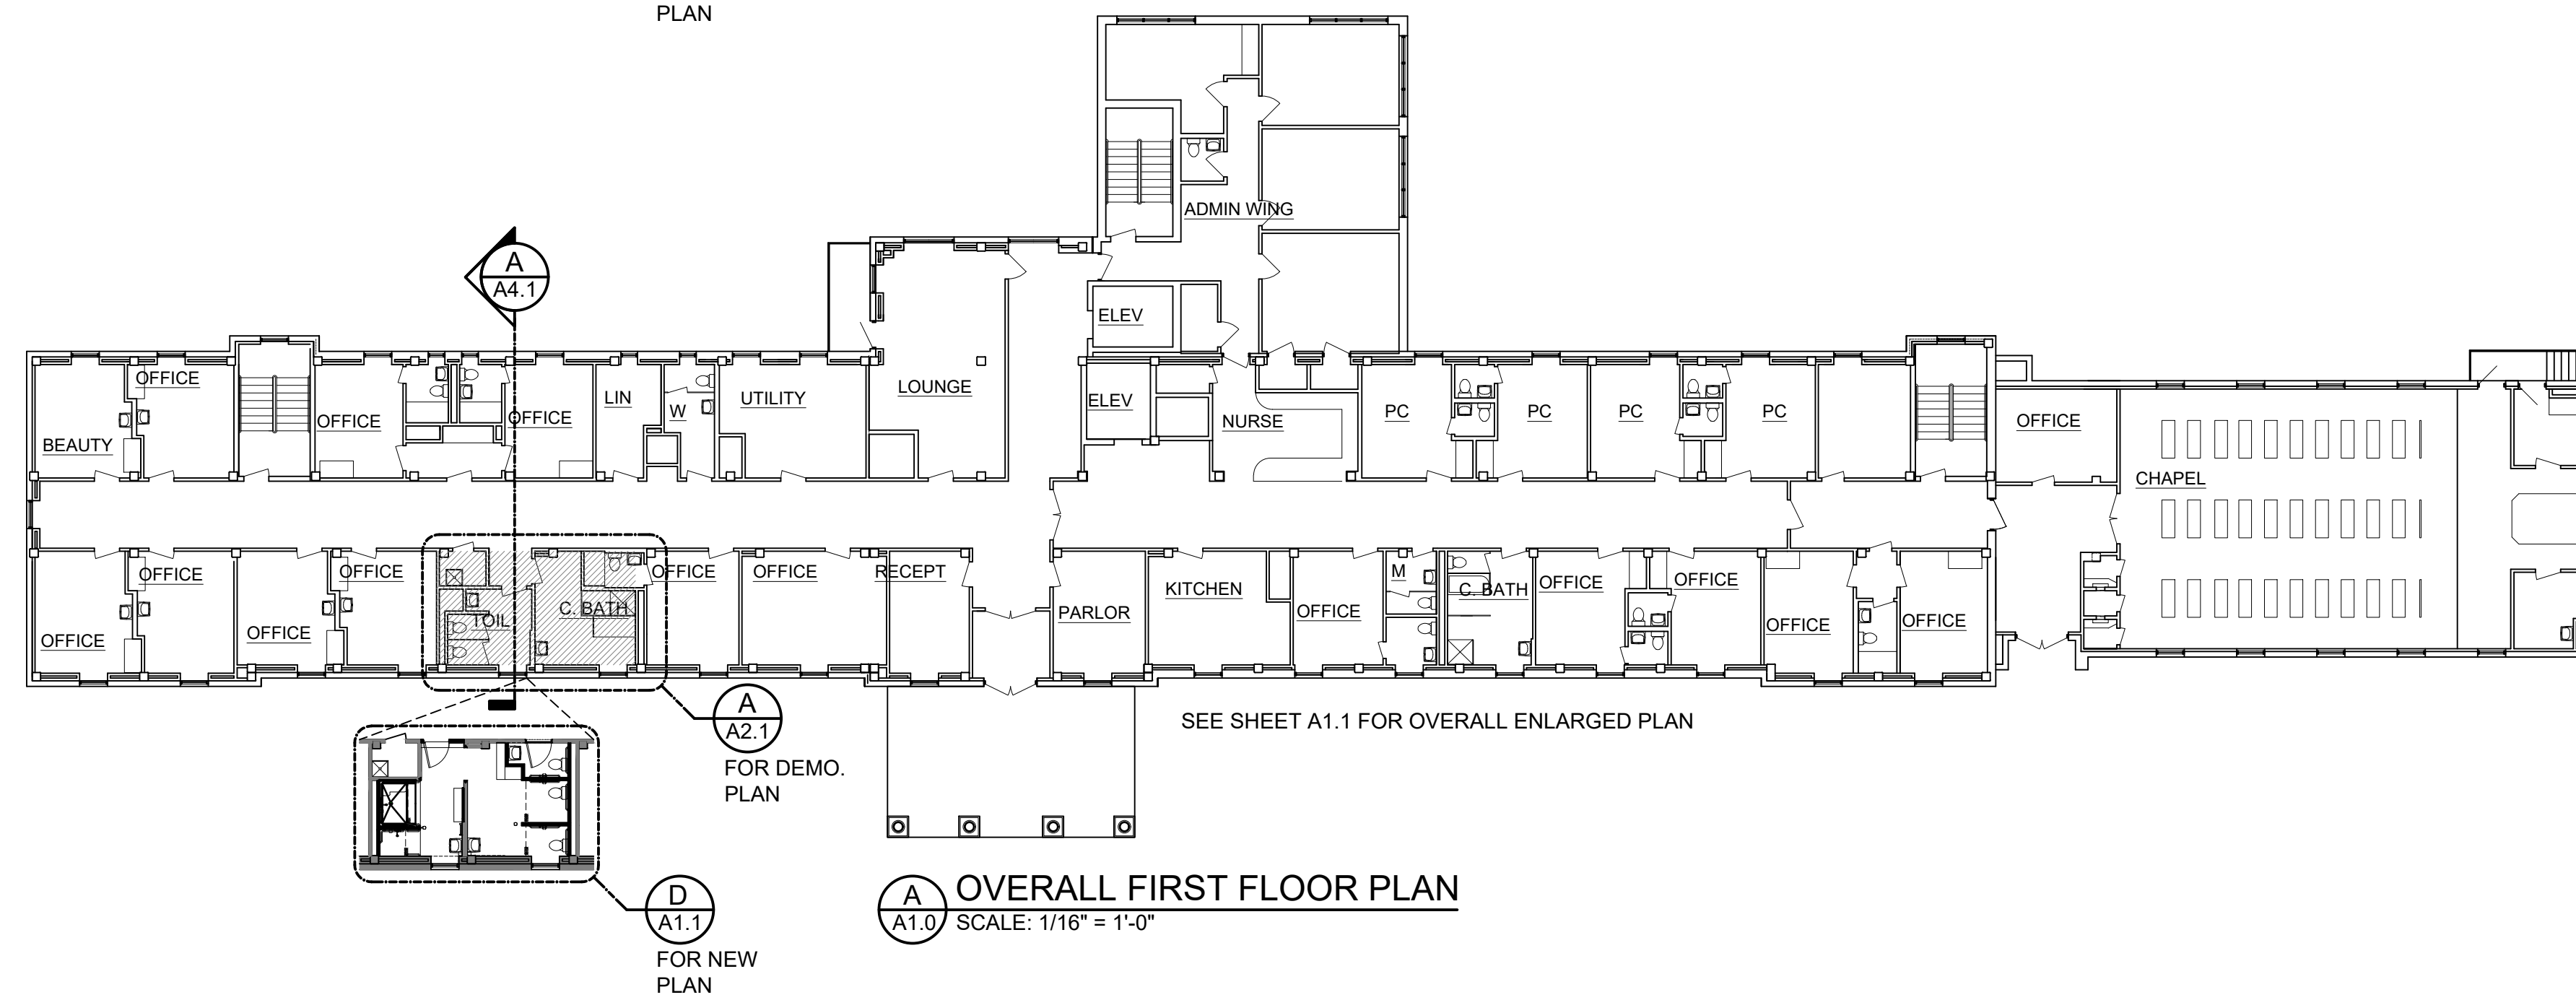 PLAN
ADMIN WING
A
A4.1
ELEV
OFFICE
LOUNGE
LIN
UTILITY
W
ELEV
OFFICE
OFFICE
BEAUTY
NURSE
PC
PC
PC
PC
OFFICE
CHAPEL
OFFICE
OFFICE
OFFICE
OFFICE
RECEPT
M
OFFICE
OFFICE
KITCHEN
C. BATH
C. BATH
TOIL
PARLOR
OFFICE
OFFICE
OFFICE
OFFICE
OFFICE
OFFICE
A
A2.1
FOR DEMO.
PLAN
SEE SHEET A1.1 FOR OVERALL ENLARGED PLAN
D
A1.1
FOR NEW
PLAN
A
A1.0
OVERALL FIRST FLOOR PLAN
SCALE: 1/16" = 1'-0"